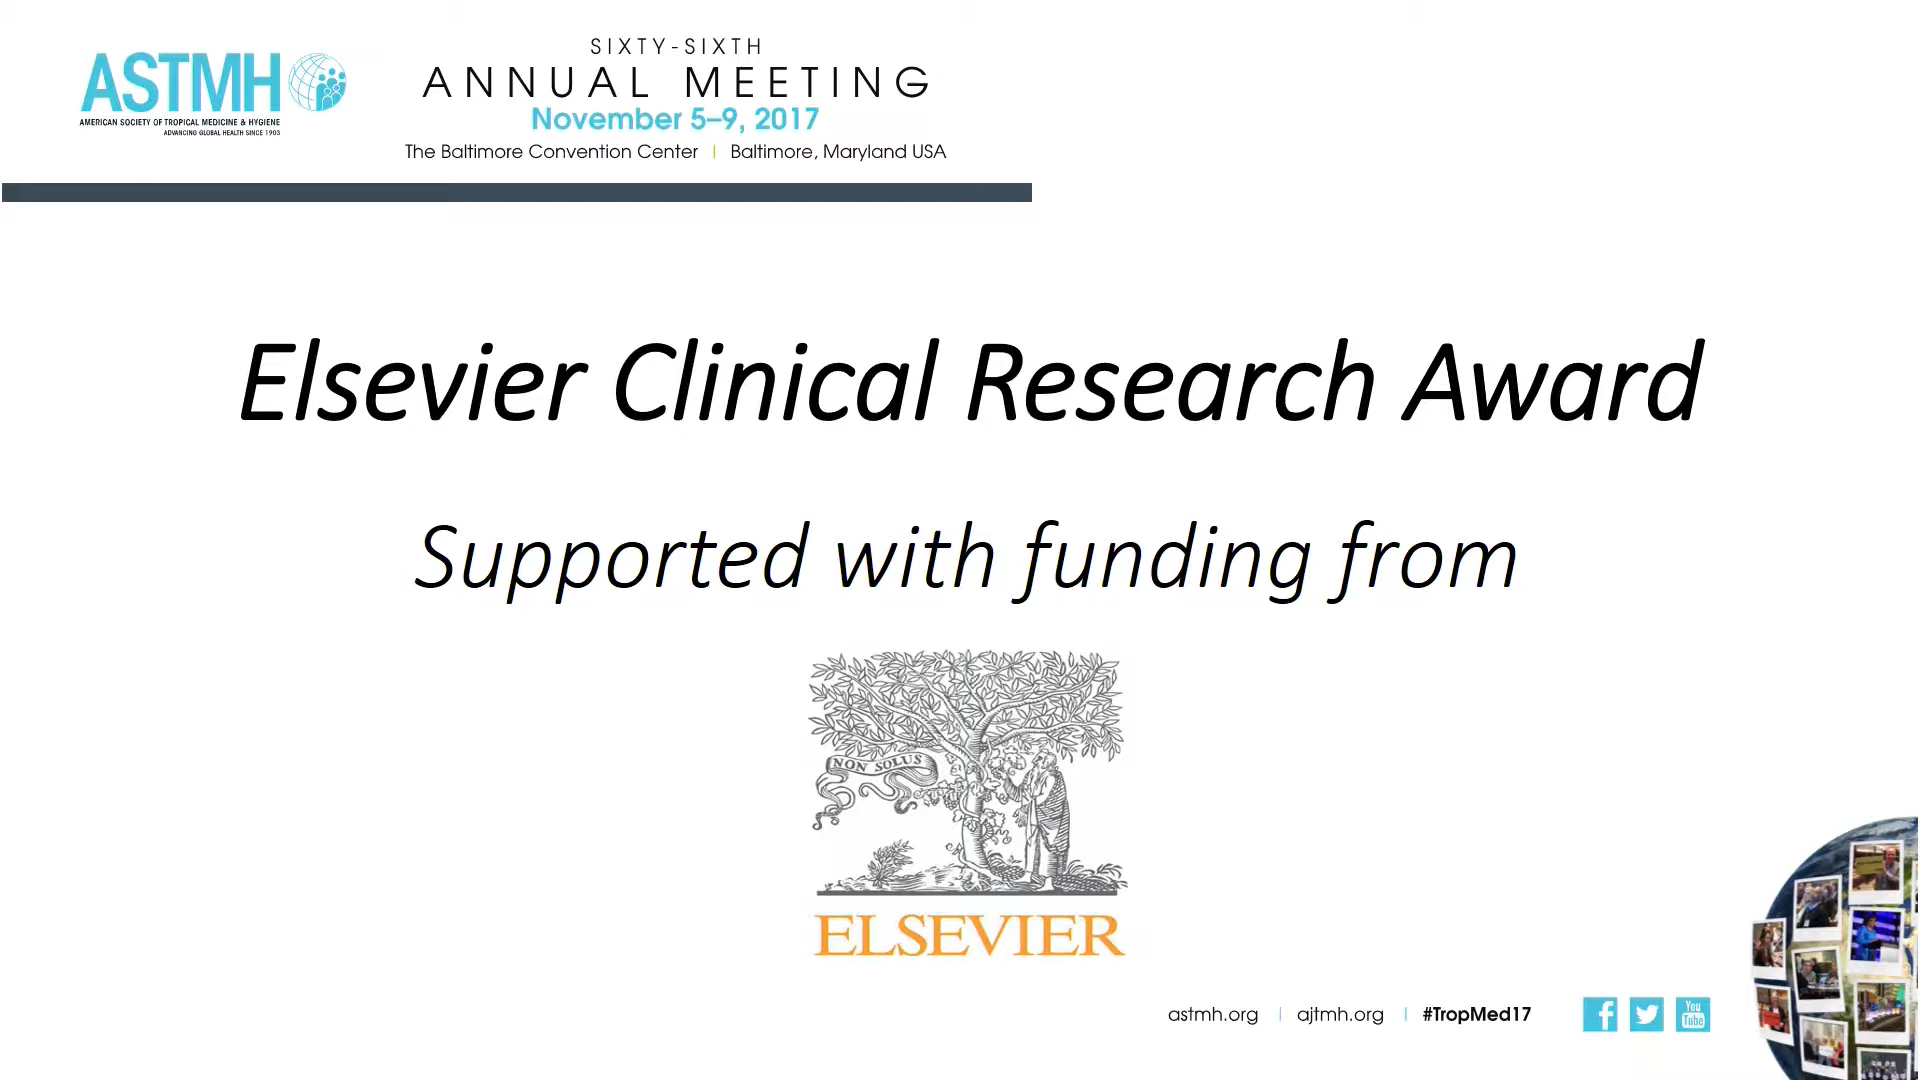 ASTMH
AMERICAN SOCIETY OF TROPICAL MEDICINE & HYGIENE
ADVANCING GLOBAL HEALTH SINCE 1903
SIXTY-SIXTH
ANNUAL MEETING
November 5–9, 2017
The Baltimore Convention Center | Baltimore, Maryland USA
Elsevier Clinical Research Award
Supported with funding from
NON SOLUS
ELSEVIER
astmh.org | ajtmh.org | #TropMed17
You Tube